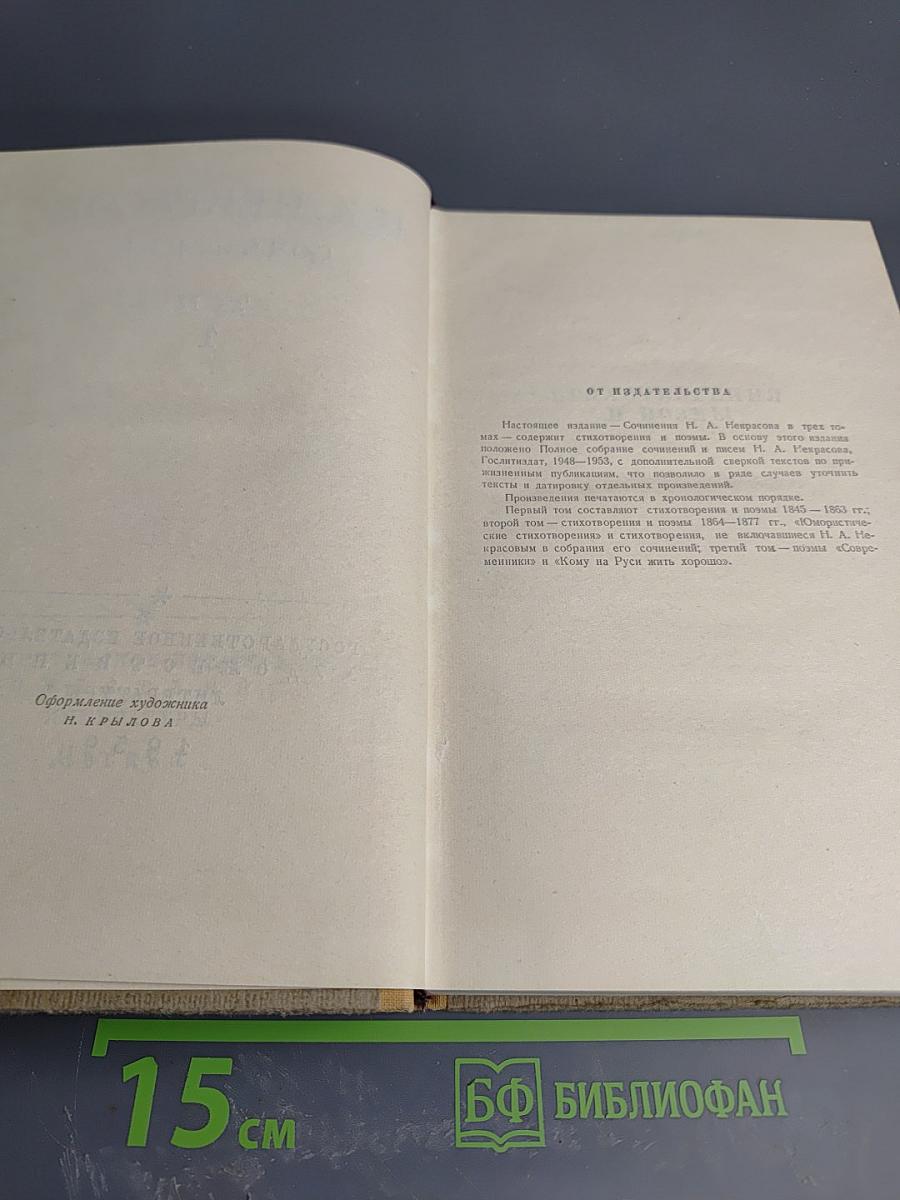 Оформление художника
Н. КРЫЛОВА
ОТ ИЗДАТЕЛЬСТВА
Настоящее издание — Сочинения Н. А. Некрасова в трех то-
мах — содержит стихотворения и поэмы. В основу этого издания
положено Полное собрание сочинений и писем Н. А. Некрасова,
Гослитиздат, 1948—1953, с дополнительной сверкой текстов по при-
жизненным публикациям, что позволило в ряде случаев уточнить
тексты и датировку отдельных произведений.
Произведения печатаются в хронологическом порядке.
Первый том составляют стихотворения и поэмы 1845 — 1863 гг.;
второй том — стихотворения и поэмы 1864—1877 гг., «Юмористиче-
ские стихотворения» и стихотворения, не включавшиеся Н. А. Не-
красовым в собрания его сочинений; третий том — поэмы «Совре-
менники» и «Кому на Руси жить хорошо».
15 см
БФ БИБЛИОФАН